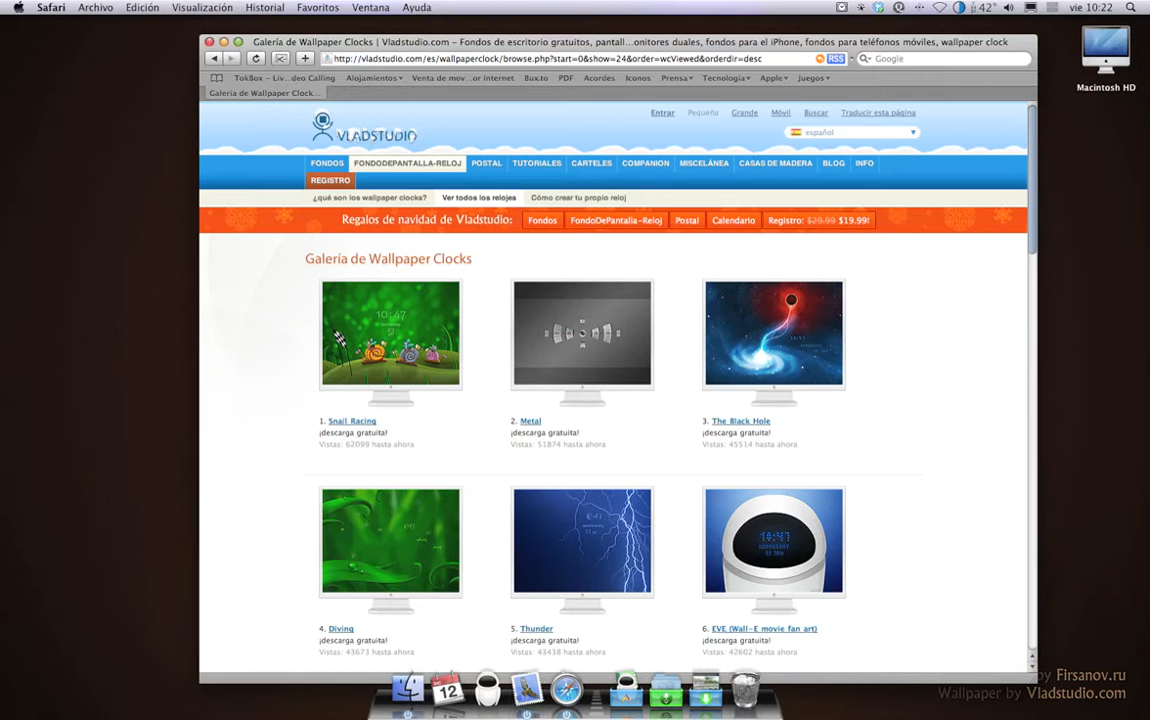 Safari Archivo Edición Visualización Historial Favoritos Ventana Ayuda 42° vie 10:22
Galería de Wallpaper Clocks | Vladstudio.com – Fondos de escritorio gratuitos, pantall...onitores duales, fondos para el iPhone, fondos para teléfonos móviles, wallpaper clock
http://vladstudio.com/es/wallpaperclock/browse.php?start=0&show=24&order=wcViewed&orderdir=desc RSS Google
TokBox – Liv...deo Calling Alojamientos Venta de mov...or internet Bux.to PDF Acordes Iconos Prensa Tecnología Apple Juegos
Galería de Wallpaper Clock...
Macintosh HD
Entrar Pequeña Grande Móvil Buscar Traducir esta página
VLADSTUDIO
español
FONDOS FONDODEPANTALLA-RELOJ POSTAL TUTORIALES CARTELES COMPANION MISCELÁNEA CASAS DE MADERA BLOG INFO
REGISTRO
¿qué son los wallpaper clocks? Ver todos los relojes Cómo crear tu propio reloj
Regalos de navidad de Vladstudio: Fondos FondoDePantalla-Reloj Postal Calendario Registro: $29.99 $19.99!
Galería de Wallpaper Clocks
10:47
1. Snail Racing 2. Metal 3. The Black Hole
¡descarga gratuita! ¡descarga gratuita! ¡descarga gratuita!
Vistas: 62099 hasta ahora Vistas: 51874 hasta ahora Vistas: 45514 hasta ahora
10:47
4. Diving 5. Thunder 6. EVE (Wall-E movie fan art)
¡descarga gratuita! ¡descarga gratuita! ¡descarga gratuita!
Vistas: 43673 hasta ahora Vistas: 43438 hasta ahora Vistas: 42602 hasta ahora
12
by Firsanov.ru
Wallpaper by Vladstudio.com